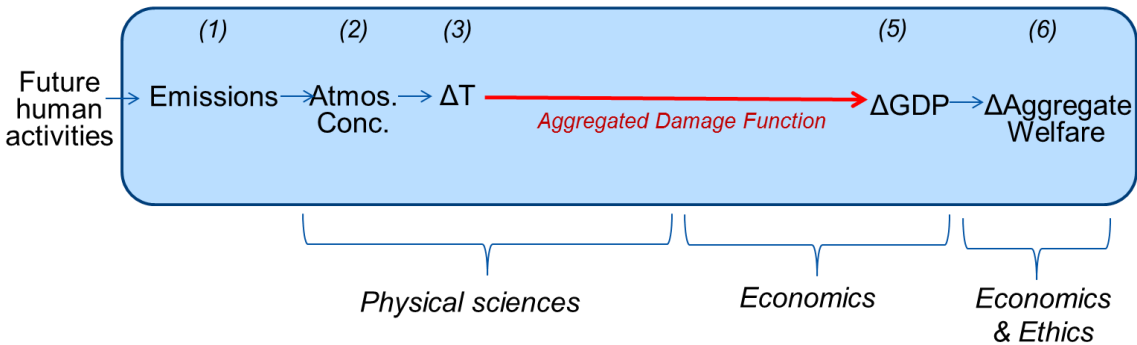 (1) (2) (3) (5) (6)
Future
human
activities
Emissions
Atmos.
Conc.
ΔT
Aggregated Damage Function
ΔGDP
ΔAggregate
Welfare
Physical sciences
Economics
Economics
& Ethics